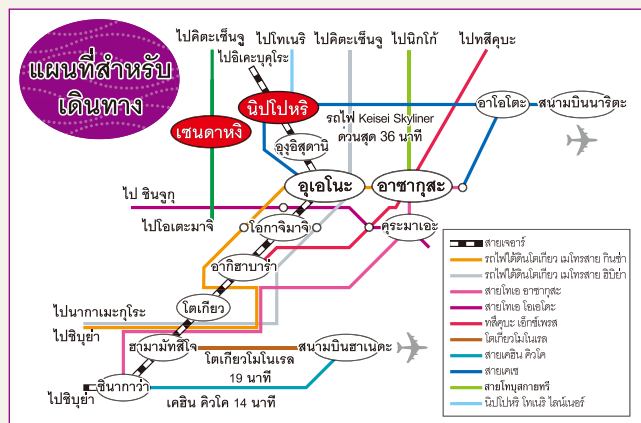 แผนที่สำหรับ
เดินทาง
ไปคิตะเซ็นจู
ไปโทเนริ
ไปคิตะเซ็นจู
ไปนิกโก้
ไปทสึคุบะ
ไปอิเคะบุคุโระ
นิปโปหริ
อาโอโตะ
สนามบินนาริตะ
รถไฟ Keisei Skyliner
ด่วนสุด 36 นาที
เซนดาหงิ
อุงุอิสุดานิ
อุเอโนะ
อาซากุสะ
ไป ชินจูกุ
ไปโอเตะมาจิ
โอกาจิมาจิ
คุระมาเอะ
อากิฮาบาร่า
ไปนากาเมะกุโระ
ไปชิบุย่า
โตเกียว
ฮามามัทสึโจ
โตเกียวโมโนเรล
19 นาที
สนามบินฮาเนดะ
ชินากาว่า
ไปชิบุย่า
เคฮิน คิวโค 14 นาที
สายเจอาร์
รถไฟใต้ดินโตเกียว เมโทรสาย กินซ่า
รถไฟใต้ดินโตเกียว เมโทรสาย ฮิบิย่า
สายโทเอ อาซากุสะ
สายโทเอ โอเอโดะ
ทสึคุบะ เอ็กซ์เพรส
โตเกียวโมโนเรล
สายเคฮิน คิวโค
สายเคเซ
สายโทบุสกายทรี
นิปโปหริ โทเนริ ไลน์เนอร์